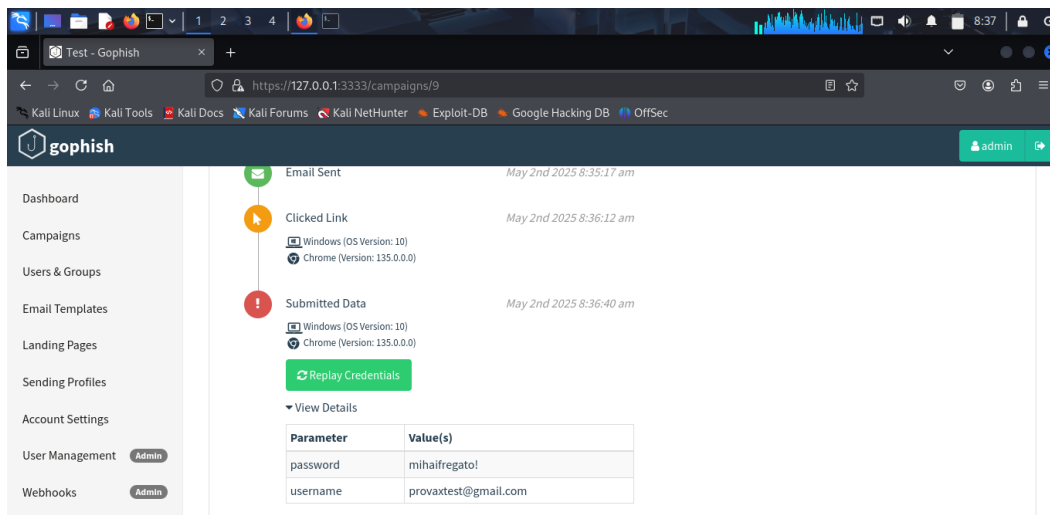 1 2 3 4
8:37
Test - Gophish
https://127.0.0.1:3333/campaigns/9
Kali Linux Kali Tools Kali Docs Kali Forums Kali NetHunter Exploit-DB Google Hacking DB OffSec
gophish
admin
Email Sent May 2nd 2025 8:35:17 am
Dashboard
Clicked Link May 2nd 2025 8:36:12 am
Campaigns
Windows (OS Version: 10)
Chrome (Version: 135.0.0.0)
Users & Groups
Email Templates
Submitted Data May 2nd 2025 8:36:40 am
Windows (OS Version: 10)
Landing Pages
Chrome (Version: 135.0.0.0)
Sending Profiles
Replay Credentials
Account Settings
View Details
Parameter Value(s)
User Management Admin
password mihaifregato!
Webhooks Admin
username provaxtest@gmail.com